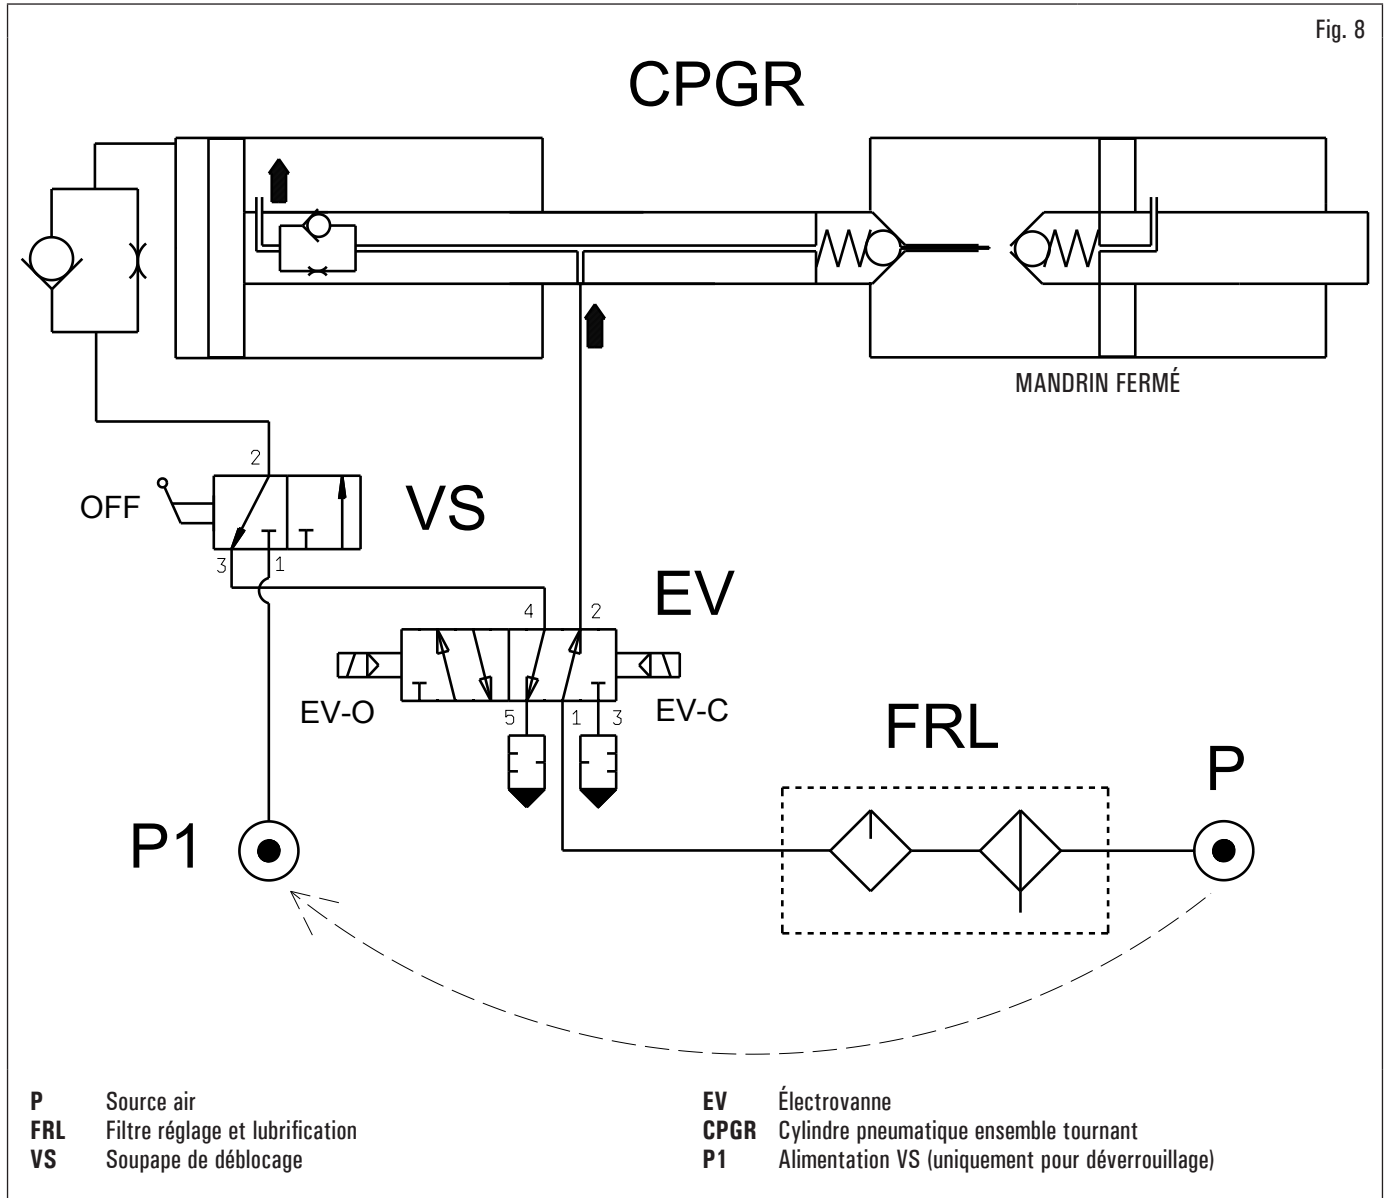 Fig. 8
CPGR
MANDRIN FERMÉ
2
OFF
VS
3
1
EV
4
2
EV-O
EV-C
5
1
3
FRL
P
P1
P Source air
FRL Filtre réglage et lubrification
VS Soupape de déblocage
EV Électrovanne
CPGR Cylindre pneumatique ensemble tournant
P1 Alimentation VS (uniquement pour déverrouillage)